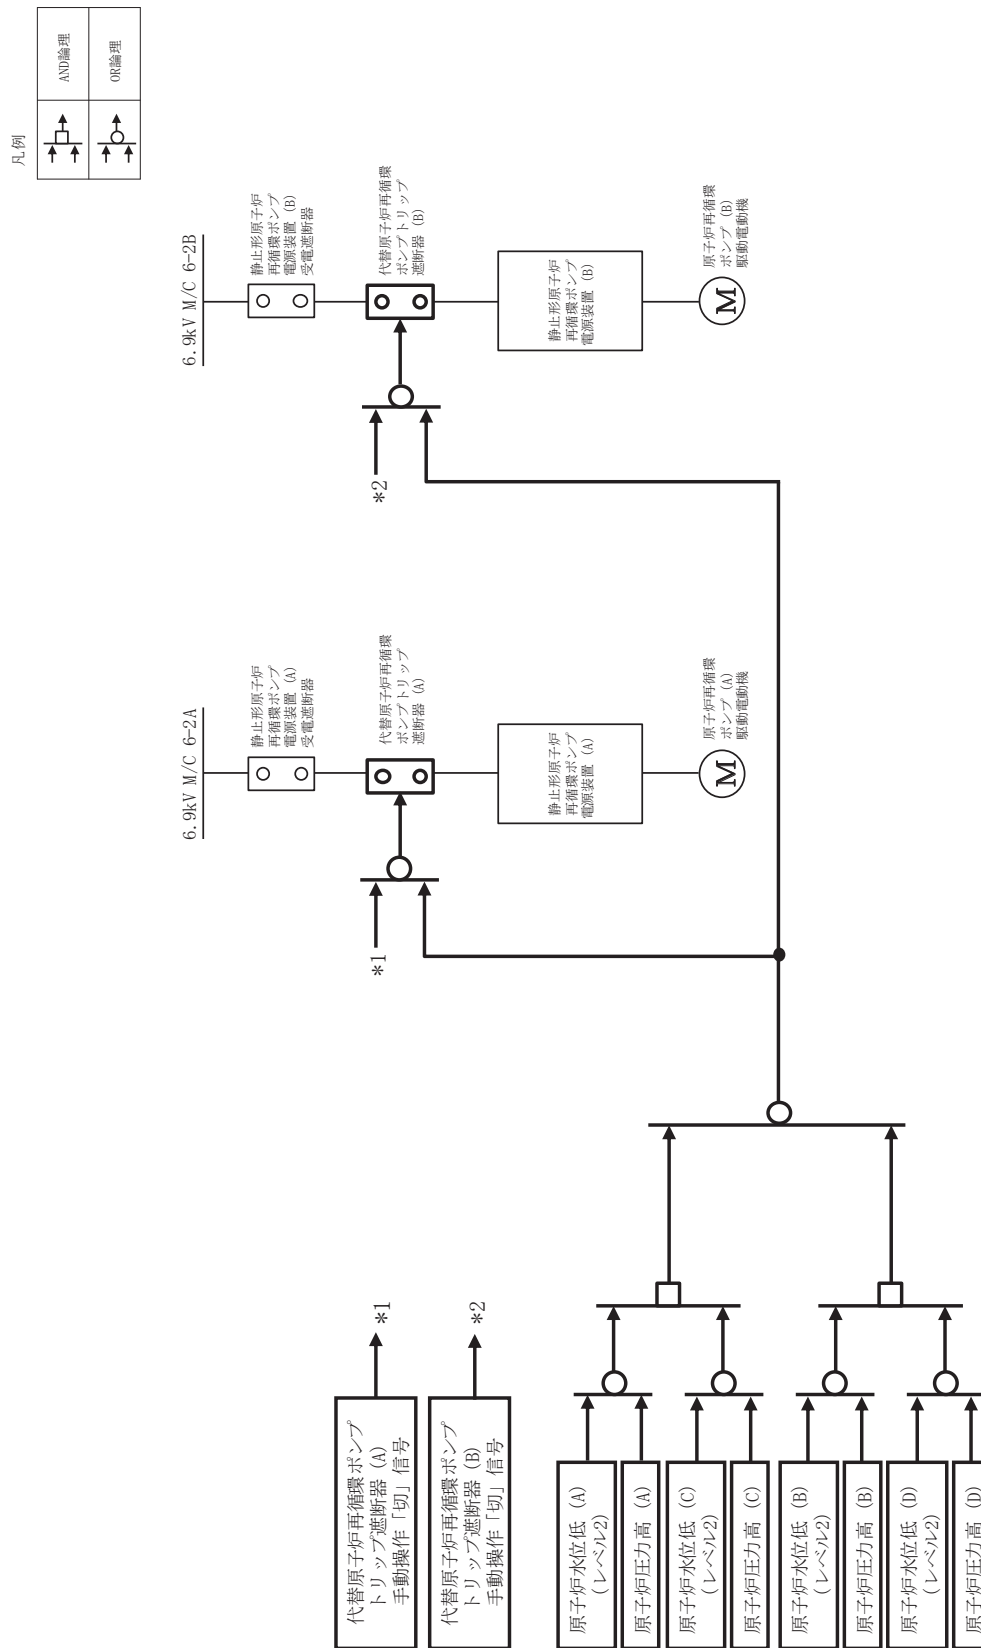 凡例
AND論理
OR論理
6.9kV M/C 6-2B
静止形原子炉
再循環ポンプ
電源装置 (B)
受電遮断器
代替原子炉再循環
ポンプトリップ
遮断器 (B)
静止形原子炉
再循環ポンプ
電源装置 (B)
原子炉再循環
ポンプ (B)
駆動電動機
M
*2
6.9kV M/C 6-2A
静止形原子炉
再循環ポンプ
電源装置 (A)
受電遮断器
代替原子炉再循環
ポンプトリップ
遮断器 (A)
静止形原子炉
再循環ポンプ
電源装置 (A)
原子炉再循環
ポンプ (A)
駆動電動機
M
*1
代替原子炉再循環ポンプ
トリップ遮断器 (A)
手動操作「切」信号
*1
代替原子炉再循環ポンプ
トリップ遮断器 (B)
手動操作「切」信号
*2
原子炉水位低 (A)
(レベル2)
原子炉圧力高 (A)
原子炉水位低 (C)
(レベル2)
原子炉圧力高 (C)
原子炉水位低 (B)
(レベル2)
原子炉圧力高 (B)
原子炉水位低 (D)
(レベル2)
原子炉圧力高 (D)